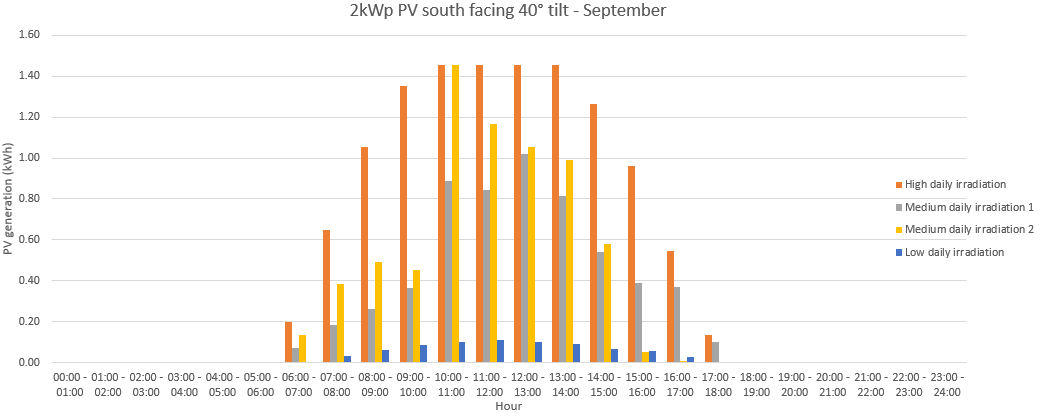 2kWp PV south facing 40° tilt - September
1.60
1.40
1.20
1.00
0.80
0.60
0.40
0.20
0.00
PV generation (kWh)
00:00 - 01:00 - 02:00 - 03:00 - 04:00 - 05:00 - 06:00 - 07:00 - 08:00 - 09:00 - 10:00 - 11:00 - 12:00 - 13:00 - 14:00 - 15:00 - 16:00 - 17:00 - 18:00 - 19:00 - 20:00 - 21:00 - 22:00 - 23:00 -
01:00 02:00 03:00 04:00 05:00 06:00 07:00 08:00 09:00 10:00 11:00 12:00 13:00 14:00 15:00 16:00 17:00 18:00 19:00 20:00 21:00 22:00 23:00 24:00
Hour
High daily irradiation
Medium daily irradiation 1
Medium daily irradiation 2
Low daily irradiation